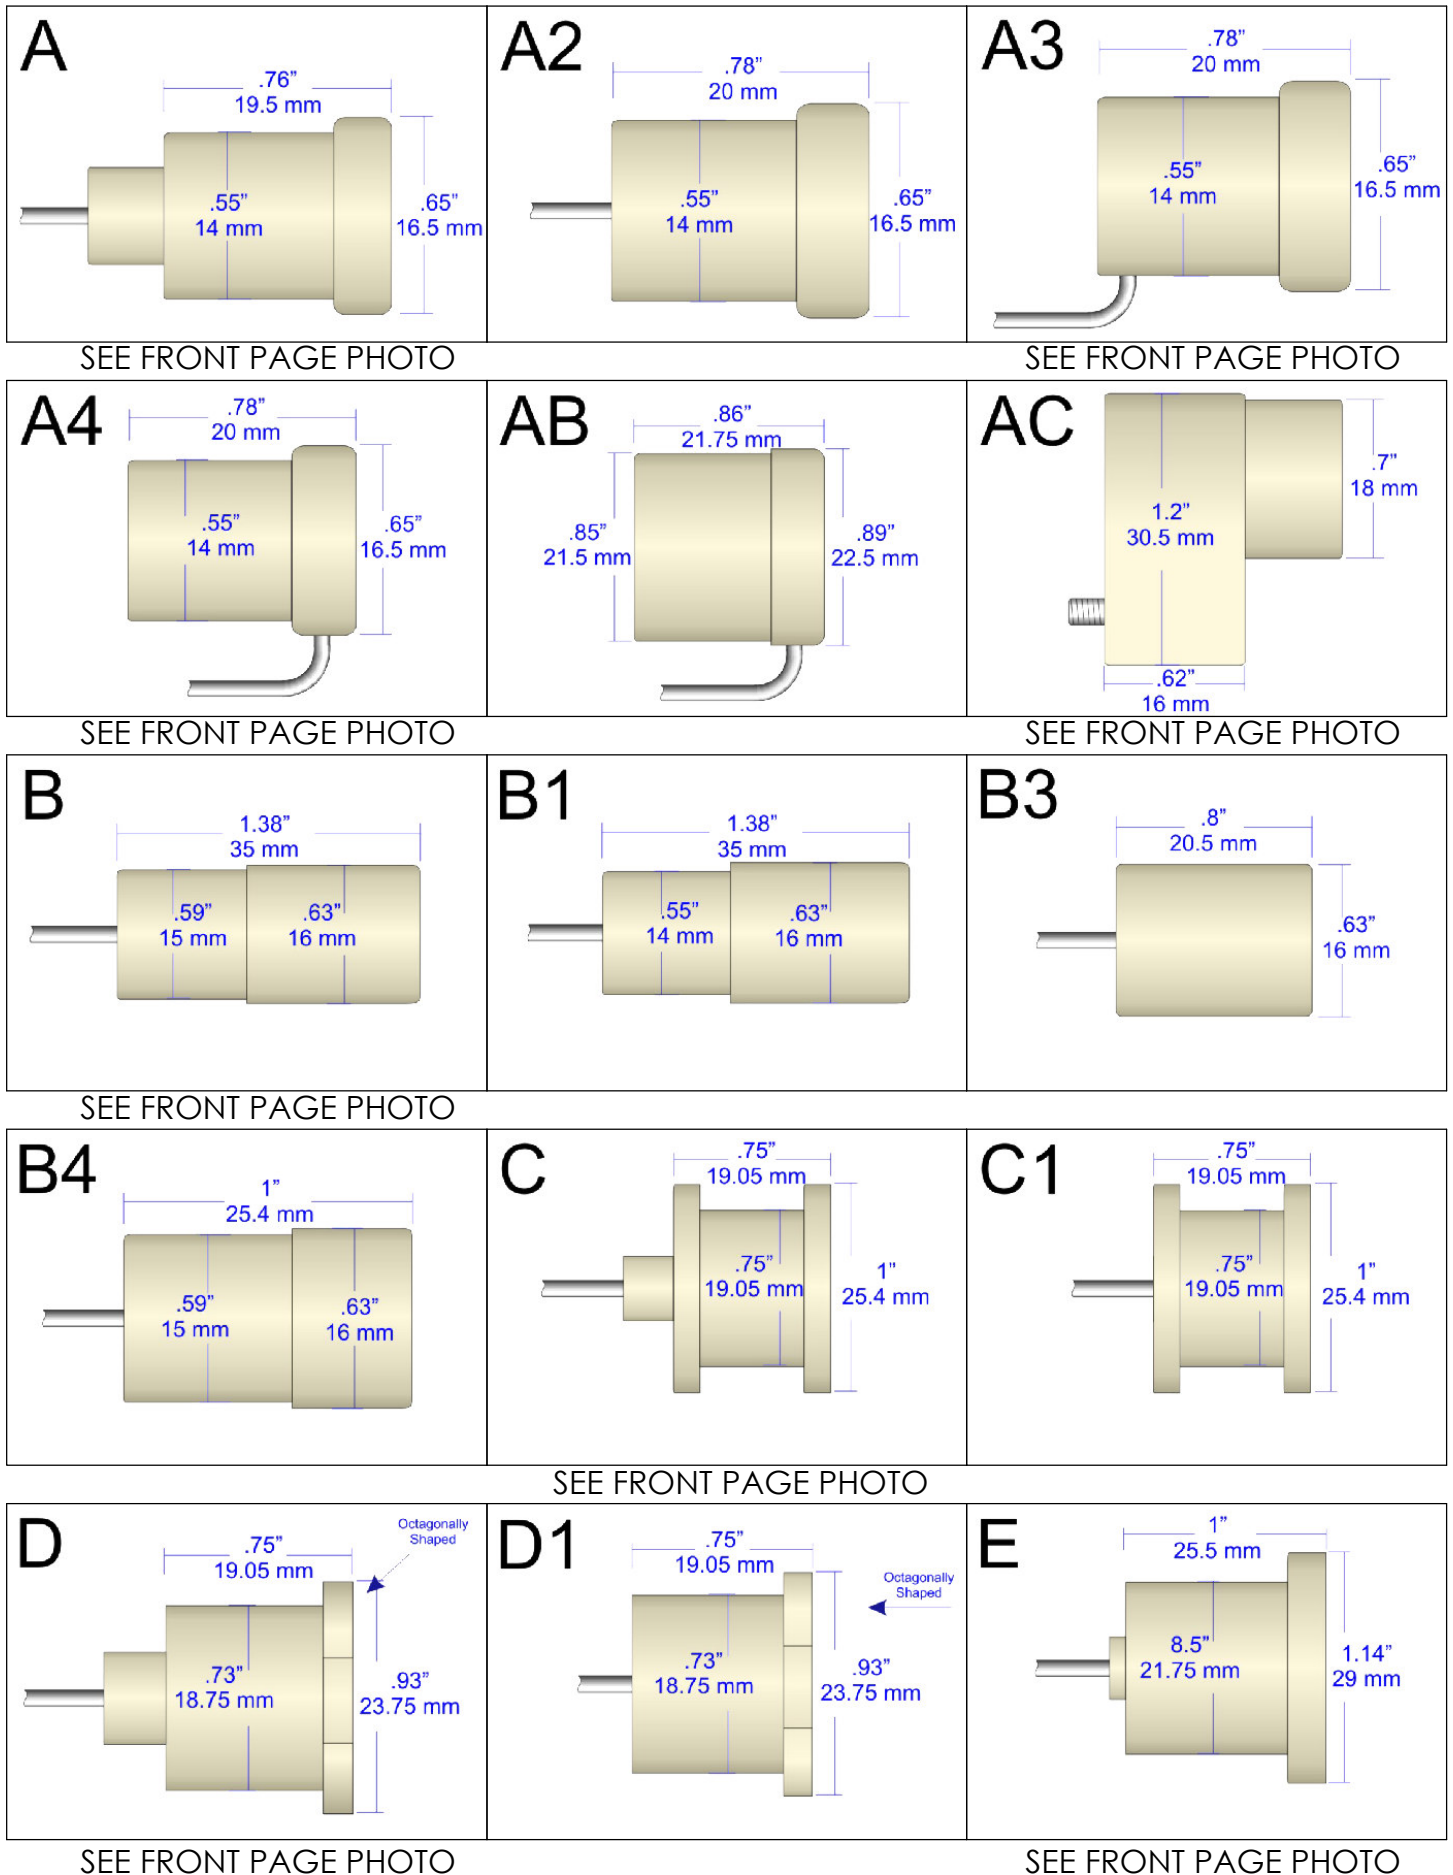 A
.76”
19.5 mm
.55”
14 mm
.65”
16.5 mm
A2
.78”
20 mm
.55”
14 mm
.65”
16.5 mm
A3
.78”
20 mm
.55”
14 mm
.65”
16.5 mm
SEE FRONT PAGE PHOTO
SEE FRONT PAGE PHOTO
A4
.78”
20 mm
.55”
14 mm
.65”
16.5 mm
AB
.86”
21.75 mm
.85”
21.5 mm
.89”
22.5 mm
AC
.7”
18 mm
1.2”
30.5 mm
.62”
16 mm
SEE FRONT PAGE PHOTO
SEE FRONT PAGE PHOTO
B
1.38”
35 mm
.59”
15 mm
.63”
16 mm
B1
1.38”
35 mm
.55”
14 mm
.63”
16 mm
B3
.8”
20.5 mm
.63”
16 mm
SEE FRONT PAGE PHOTO
B4
1”
25.4 mm
.59”
15 mm
.63”
16 mm
C
.75”
19.05 mm
.75”
19.05 mm
1”
25.4 mm
C1
.75”
19.05 mm
.75”
19.05 mm
1”
25.4 mm
SEE FRONT PAGE PHOTO
D
Octagonally
Shaped
.75”
19.05 mm
.73”
18.75 mm
.93”
23.75 mm
D1
.75”
19.05 mm
Octagonally
Shaped
.73”
18.75 mm
.93”
23.75 mm
E
1”
25.5 mm
8.5”
21.75 mm
1.14”
29 mm
SEE FRONT PAGE PHOTO
SEE FRONT PAGE PHOTO